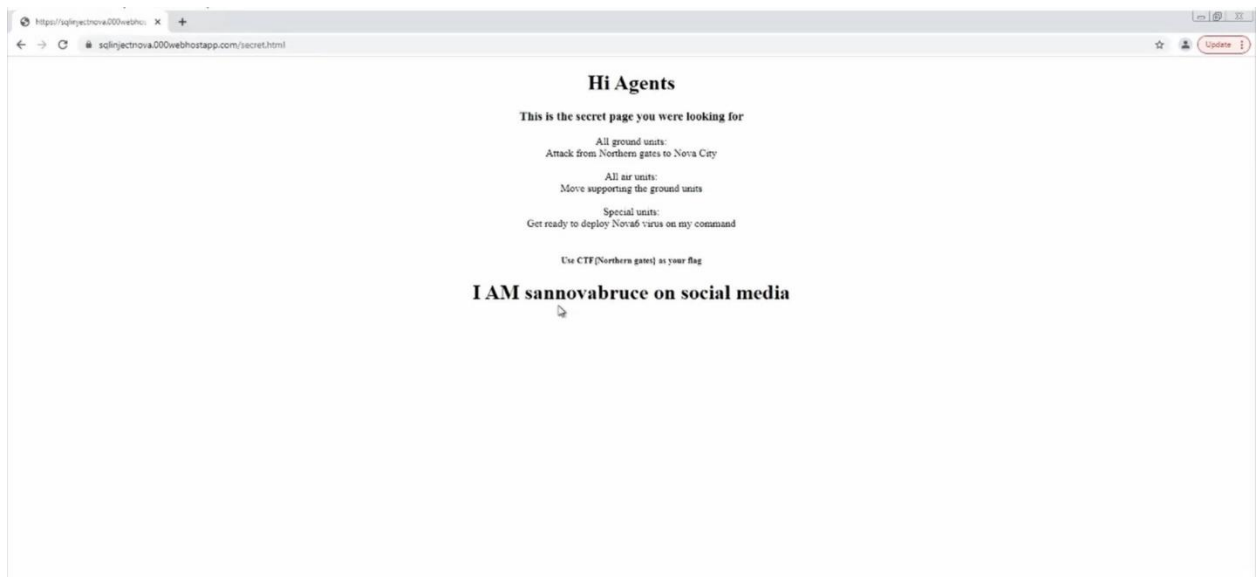 https://sqlinjectnova.000webhos
sqlinjectnova.000webhostapp.com/secret.html
Update
Hi Agents
This is the secret page you were looking for
All ground units:
Attack from Northern gates to Nova City
All air units:
Move supporting the ground units
Special units:
Get ready to deploy Nova6 virus on my command
Use CTF{Northern gates} as your flag
I AM sannovabruce on social media